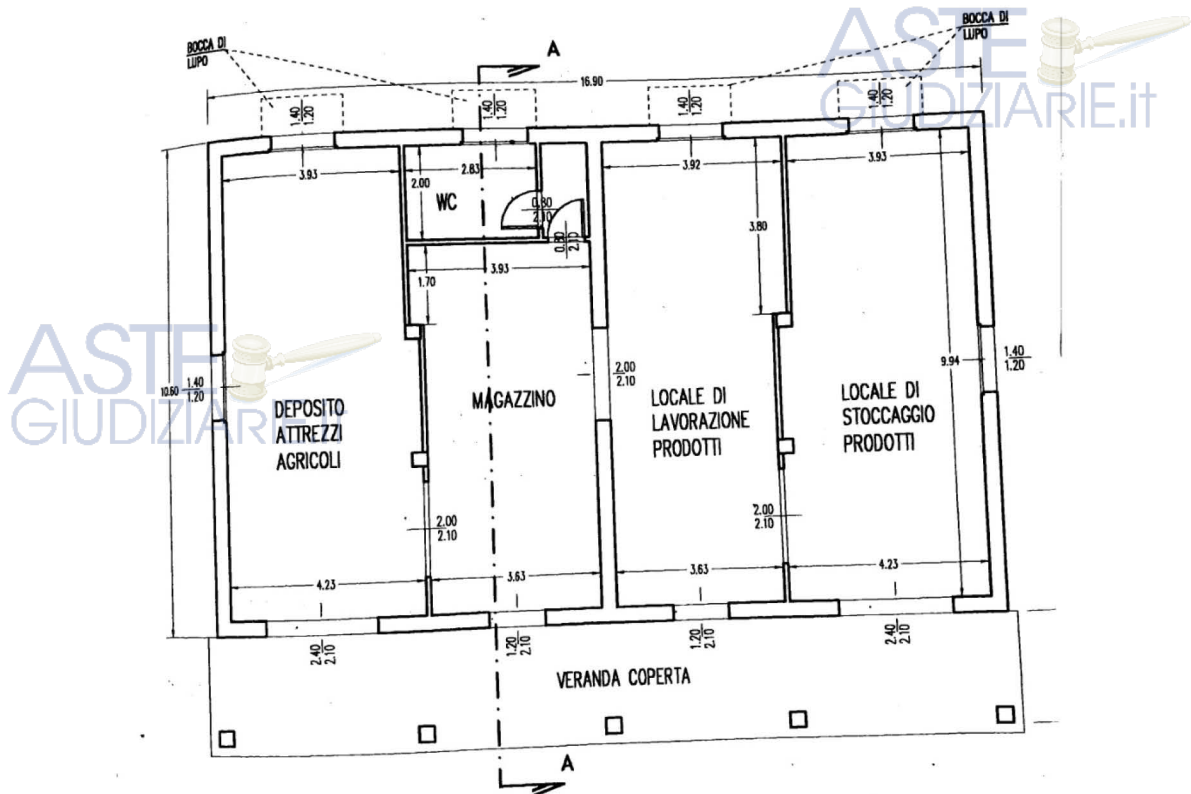 BOCCA DI
LUPO
A
BOCCA DI
LUPO
ASTE
GIUDIZIARIE.it
16.90
1.40
1.20
1.40
1.20
1.40
1.20
1.40
1.20
3.93
2.00
2.83
WC
0.80
2.10
0.80
2.10
3.92
3.93
3.80
1.70
3.93
ASTE
GIUDIZIARIE.it
10.60
1.40
1.20
DEPOSITO
ATTREZZI
AGRICOLI
MAGAZZINO
2.00
2.10
LOCALE DI
LAVORAZIONE
PRODOTTI
LOCALE DI
STOCCAGGIO
PRODOTTI
9.94
1.40
1.20
2.00
2.10
2.00
2.10
4.23
3.63
3.63
4.23
2.40
2.10
1.20
2.10
1.20
2.10
2.40
2.10
VERANDA COPERTA
A